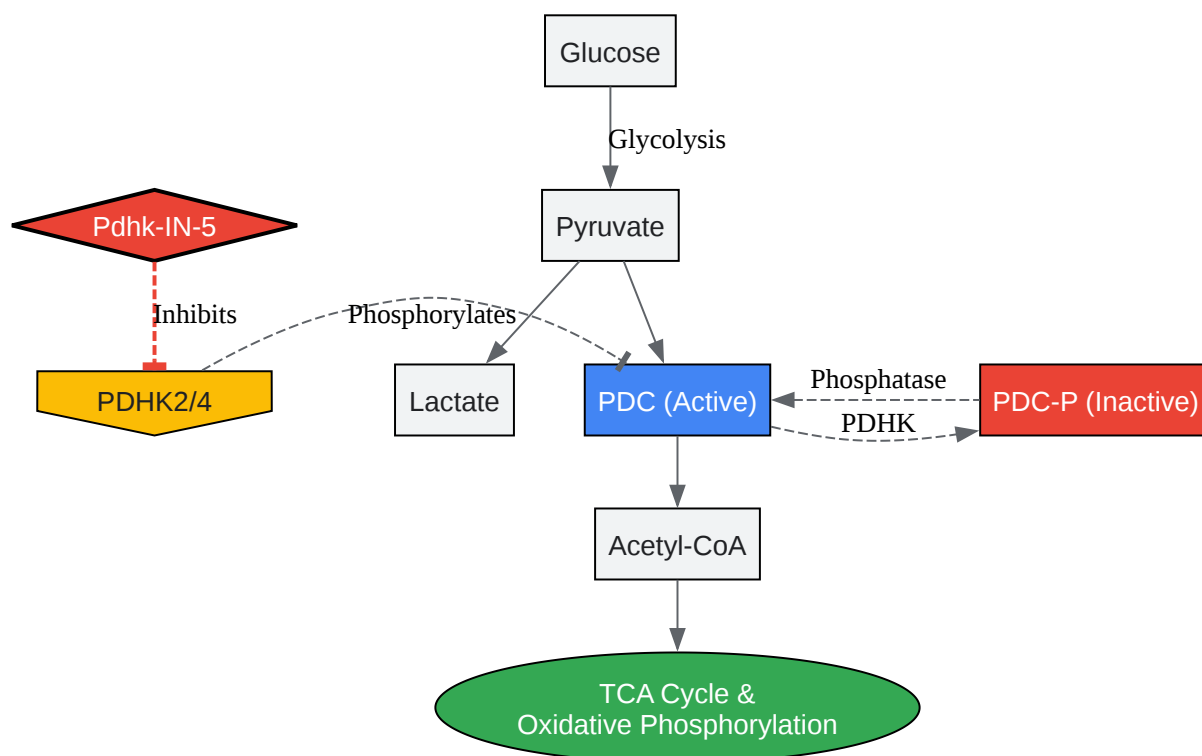 Glucose
Glycolysis
Pdhk-IN-5
Pyruvate
Inhibits
Phosphorylates
PDHK2/4
Lactate
PDC (Active)
Phosphatase
PDHK
PDC-P (Inactive)
Acetyl-CoA
TCA Cycle &
Oxidative Phosphorylation